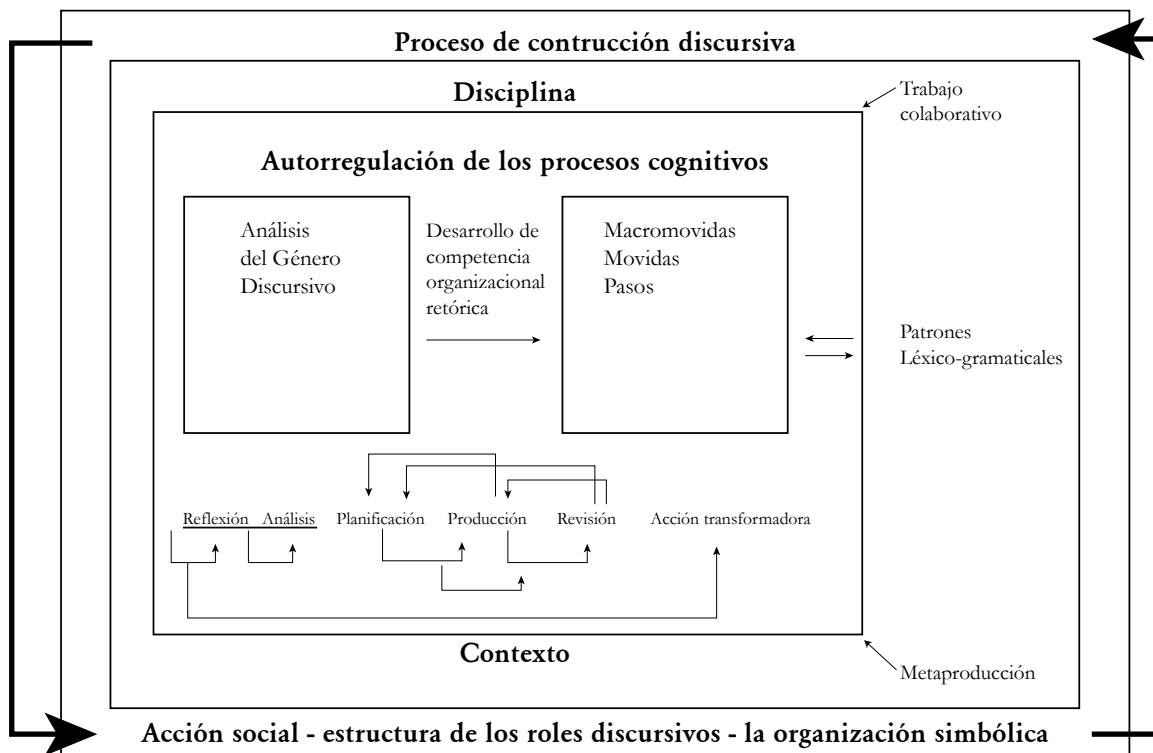 Proceso de contrucción discursiva
Disciplina
Trabajo
colaborativo
Autorregulación de los procesos cognitivos
Análisis
del Género
Discursivo
Desarrollo de
competencia
organizacional
retórica
Macromovidas
Movidas
Pasos
Patrones
Léxico-gramaticales
Reflexión Análisis Planificación Producción Revisión Acción transformadora
Contexto
Metaproducción
Acción social - estructura de los roles discursivos - la organización simbólica